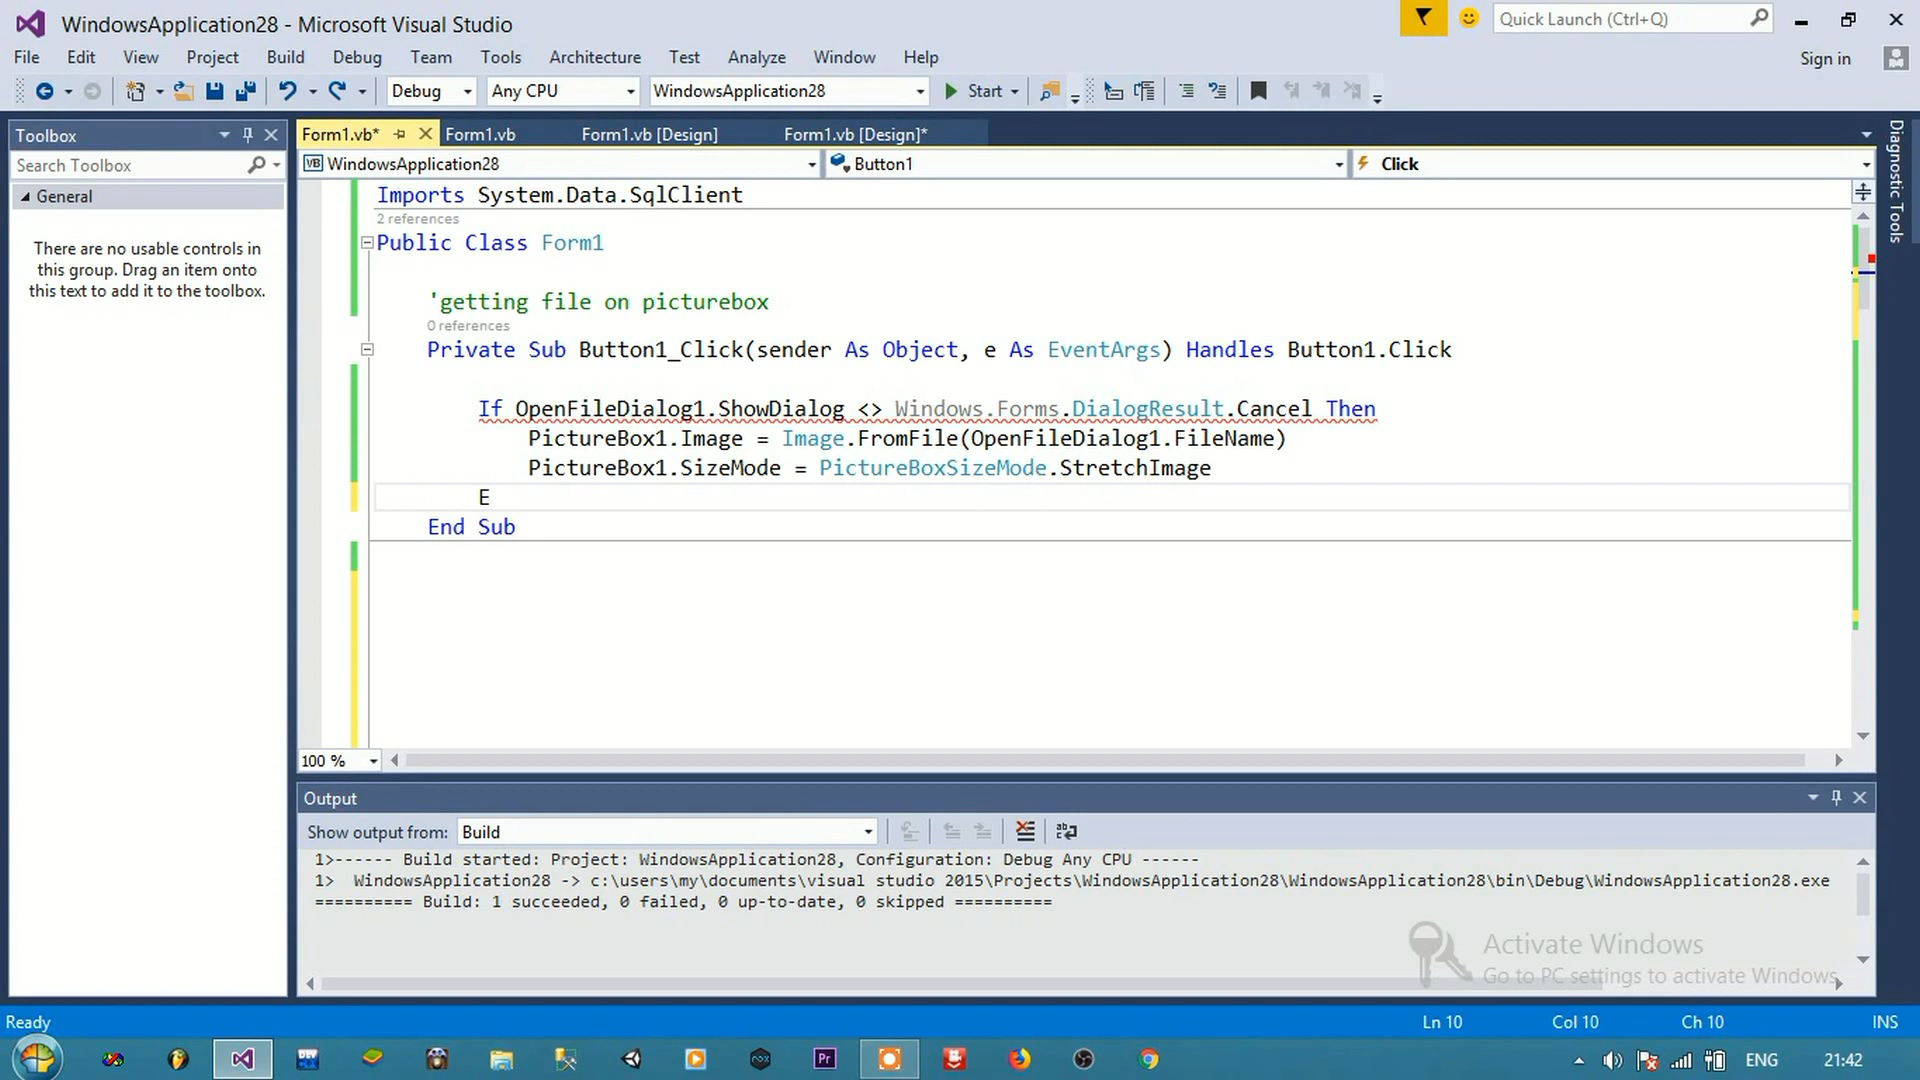 WindowsApplication28 - Microsoft Visual Studio
Quick Launch (Ctrl+Q)
File Edit View Project Build Debug Team Tools Architecture Test Analyze Window Help
Sign in
Debug Any CPU WindowsApplication28 Start
Toolbox
Search Toolbox
General
There are no usable controls in
this group. Drag an item onto
this text to add it to the toolbox.
Form1.vb* Form1.vb Form1.vb [Design] Form1.vb [Design]*
VB WindowsApplication28 Button1 Click
Imports System.Data.SqlClient
2 references
Public Class Form1
'getting file on picturebox
0 references
Private Sub Button1_Click(sender As Object, e As EventArgs) Handles Button1.Click
If OpenFileDialog1.ShowDialog <> Windows.Forms.DialogResult.Cancel Then
PictureBox1.Image = Image.FromFile(OpenFileDialog1.FileName)
PictureBox1.SizeMode = PictureBoxSizeMode.StretchImage
E
End Sub
100 %
Diagnostic Tools
Output
Show output from: Build
1>------ Build started: Project: WindowsApplication28, Configuration: Debug Any CPU ------
1>  WindowsApplication28 -> c:\users\my\documents\visual studio 2015\Projects\WindowsApplication28\WindowsApplication28\bin\Debug\WindowsApplication28.exe
========== Build: 1 succeeded, 0 failed, 0 up-to-date, 0 skipped ==========
Activate Windows
Go to PC settings to activate Windows.
Ready Ln 10 Col 10 Ch 10 INS
DEV nox Pr ENG 21:42